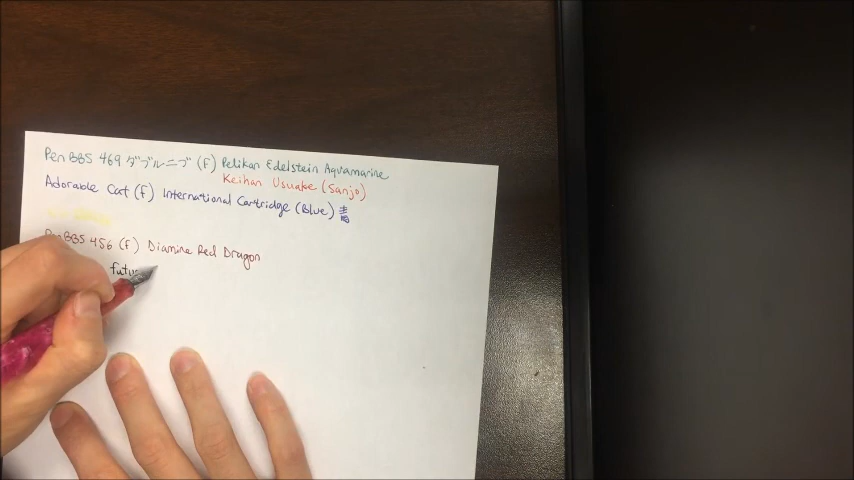 PenBBS 469 ダブルニブ (F) Pelikan Edelstein Aquamarine
Keihan Usuake (Sanjo)
Adorable Cat (F) International Cartridge (Blue) 青
PenBBS 456 (F) Diamine Red Dragon
futu